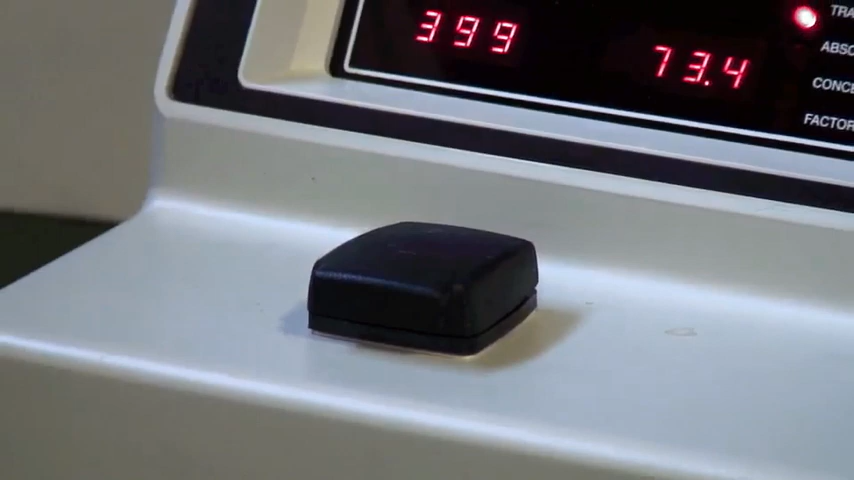 399
73.4
TRA
ABSO
CONCE
FACTOR